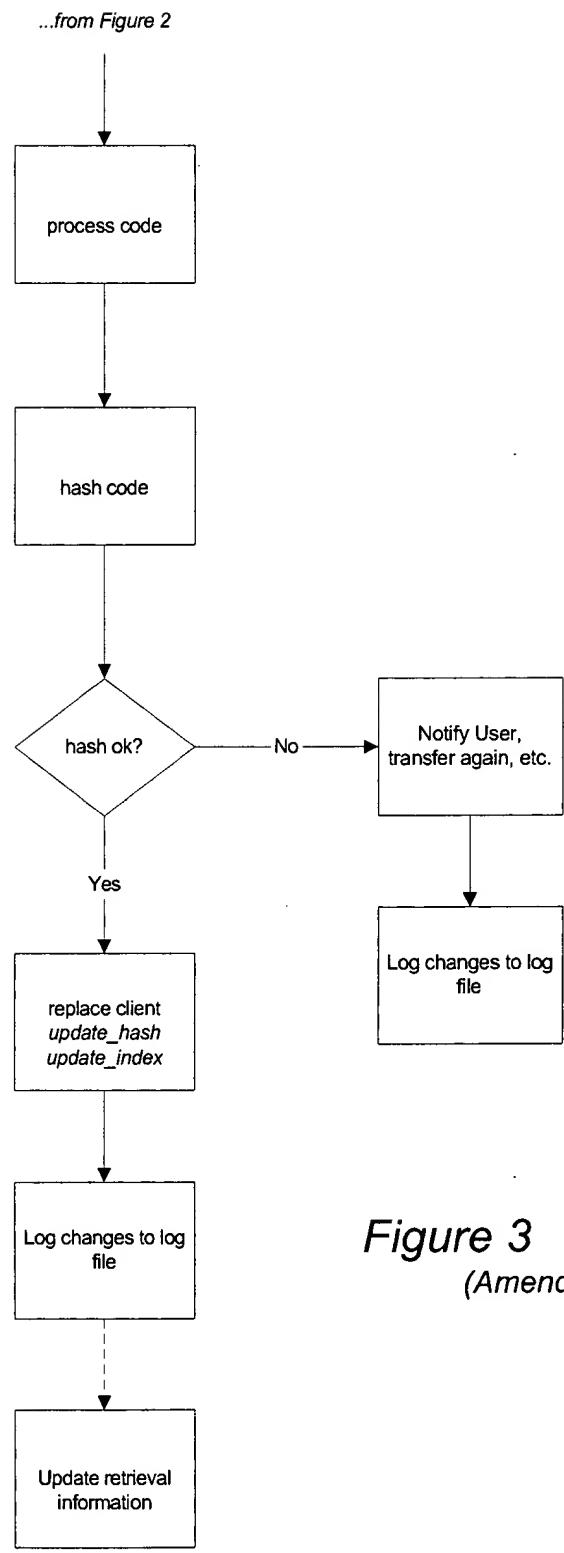 ...from Figure 2
process code
hash code
hash ok?
No
Notify User,
transfer again, etc.
Yes
Log changes to log
file
replace client
update_hash
update_index
Log changes to log
file
Figure 3
(Amend
Update retrieval
information